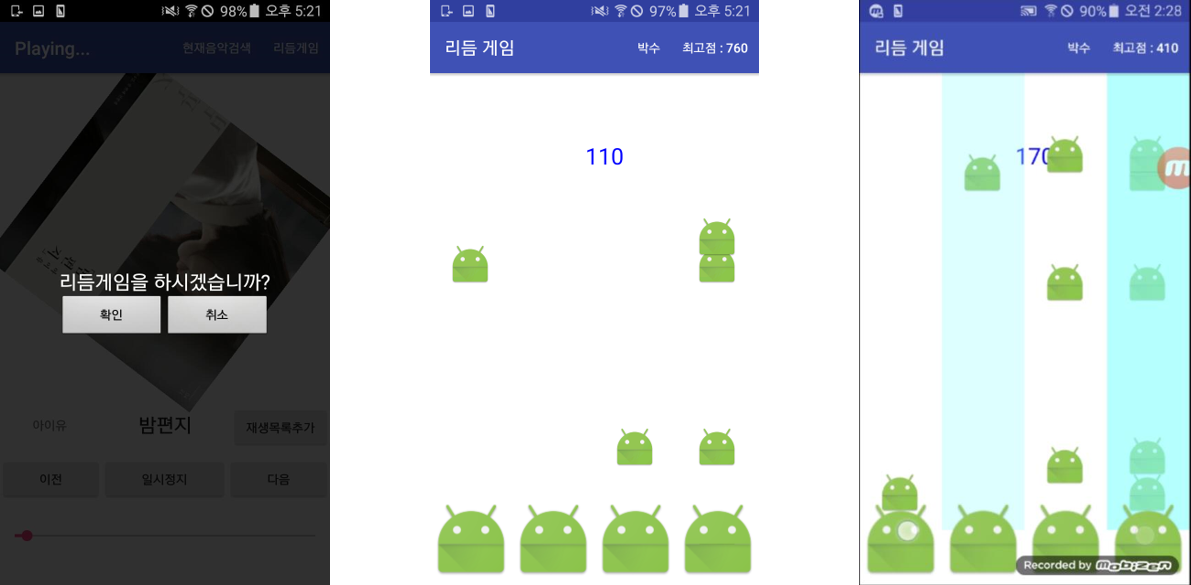 98% 오후 5:21
Playing...
현재음악검색
리듬게임
리듬게임을 하시겠습니까?
확인
취소
아이유
밤편지
재생목록추가
이전
일시정지
다음
97% 오후 5:21
리듬 게임
박수
최고점 : 760
110
90% 오전 2:28
리듬 게임
박수
최고점 : 410
170
Recorded by mobizen